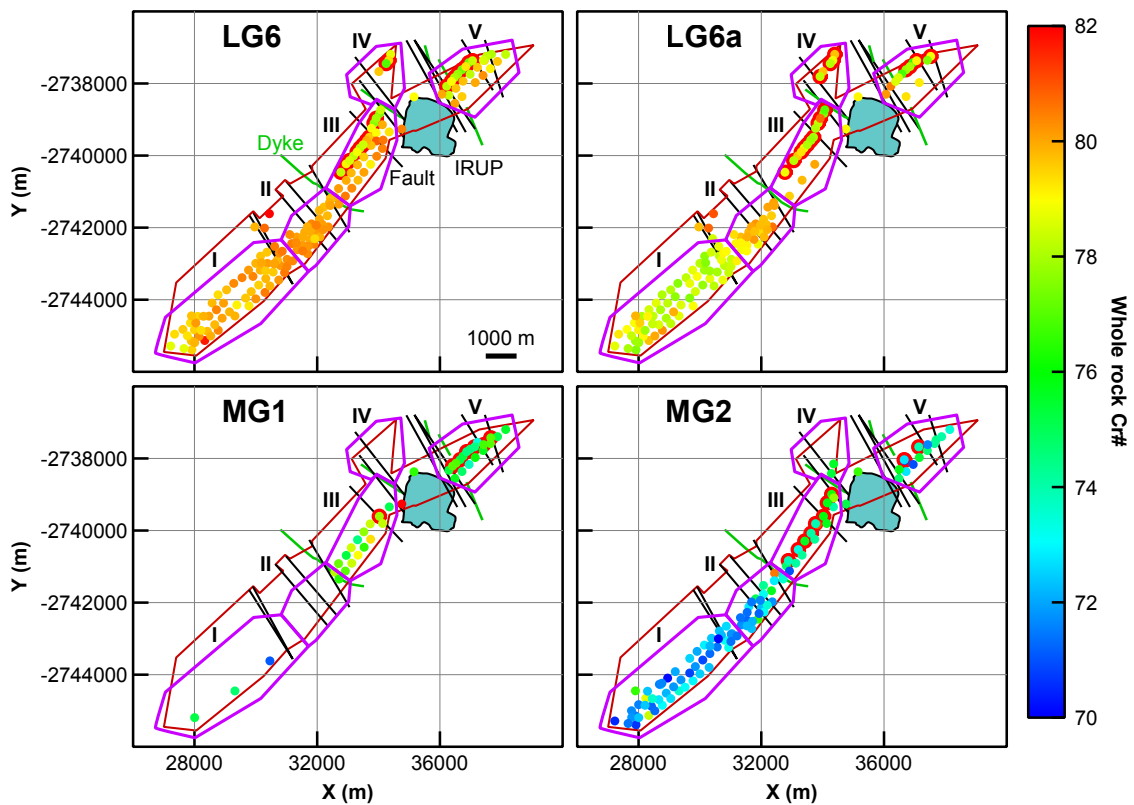 LG6
IV
V
III
Dyke
Fault
IRUP
II
I
1000 m
-2738000
-2740000
-2742000
-2744000
Y (m)
LG6a
IV
V
III
II
I
82
80
78
76
74
72
70
Whole rock Cr#
MG1
IV
V
III
II
I
-2738000
-2740000
-2742000
-2744000
Y (m)
28000
32000
36000
X (m)
MG2
IV
V
III
II
I
28000
32000
36000
X (m)